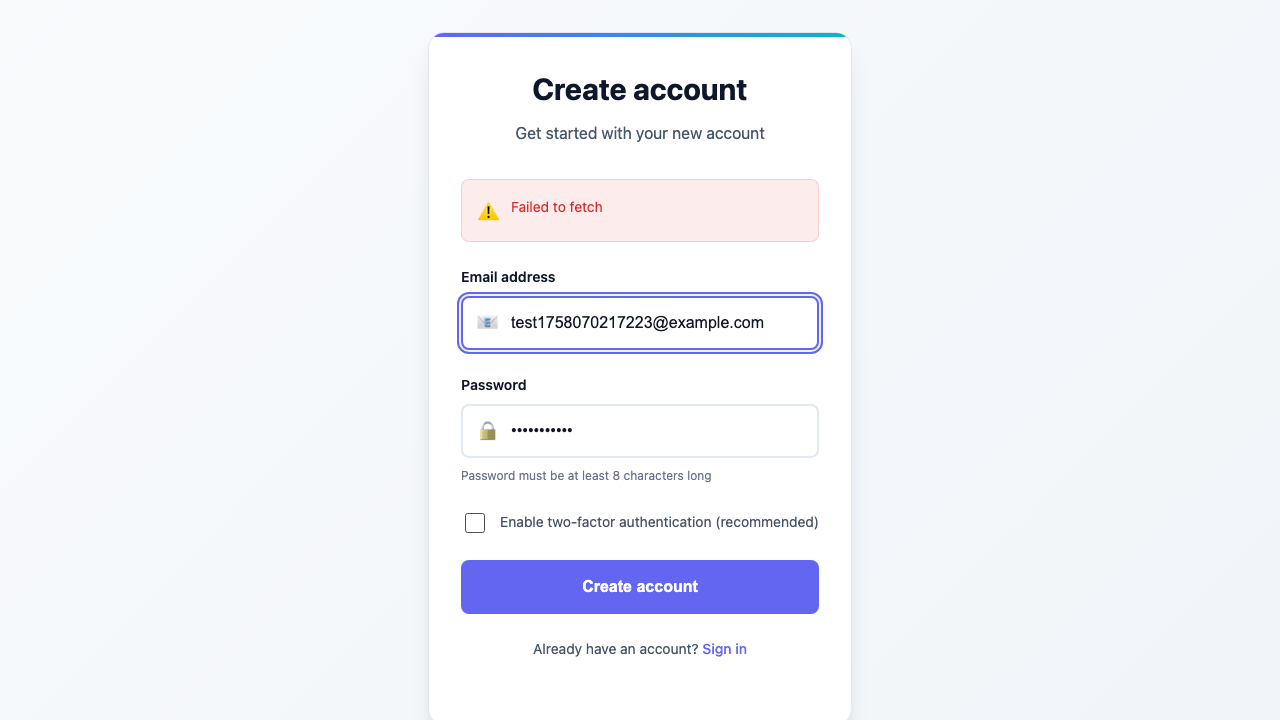 Create account
Get started with your new account
Failed to fetch
Email address
test1758070217223@example.com
Password
•••••••••••
Password must be at least 8 characters long
Enable two-factor authentication (recommended)
Create account
Already have an account? Sign in